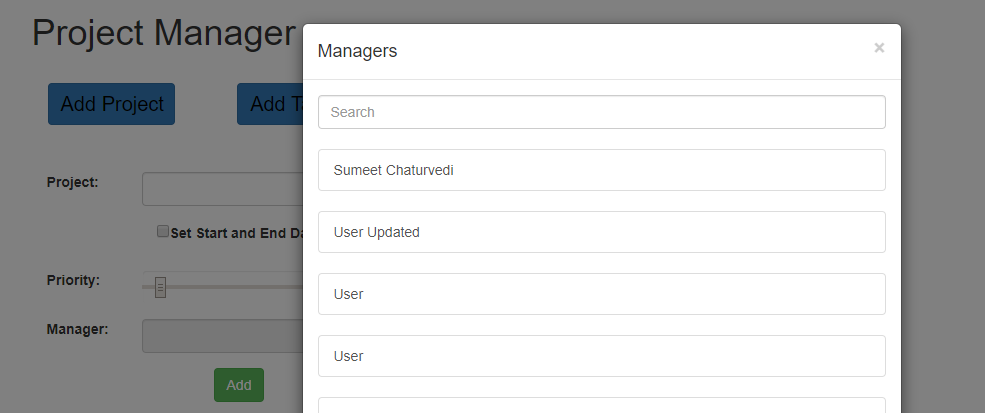 Project Manager
Managers
×
Add Project
Add Ta
Search
Sumeet Chaturvedi
Project:
Set Start and End Da
User Updated
Priority:
User
Manager:
User
Add